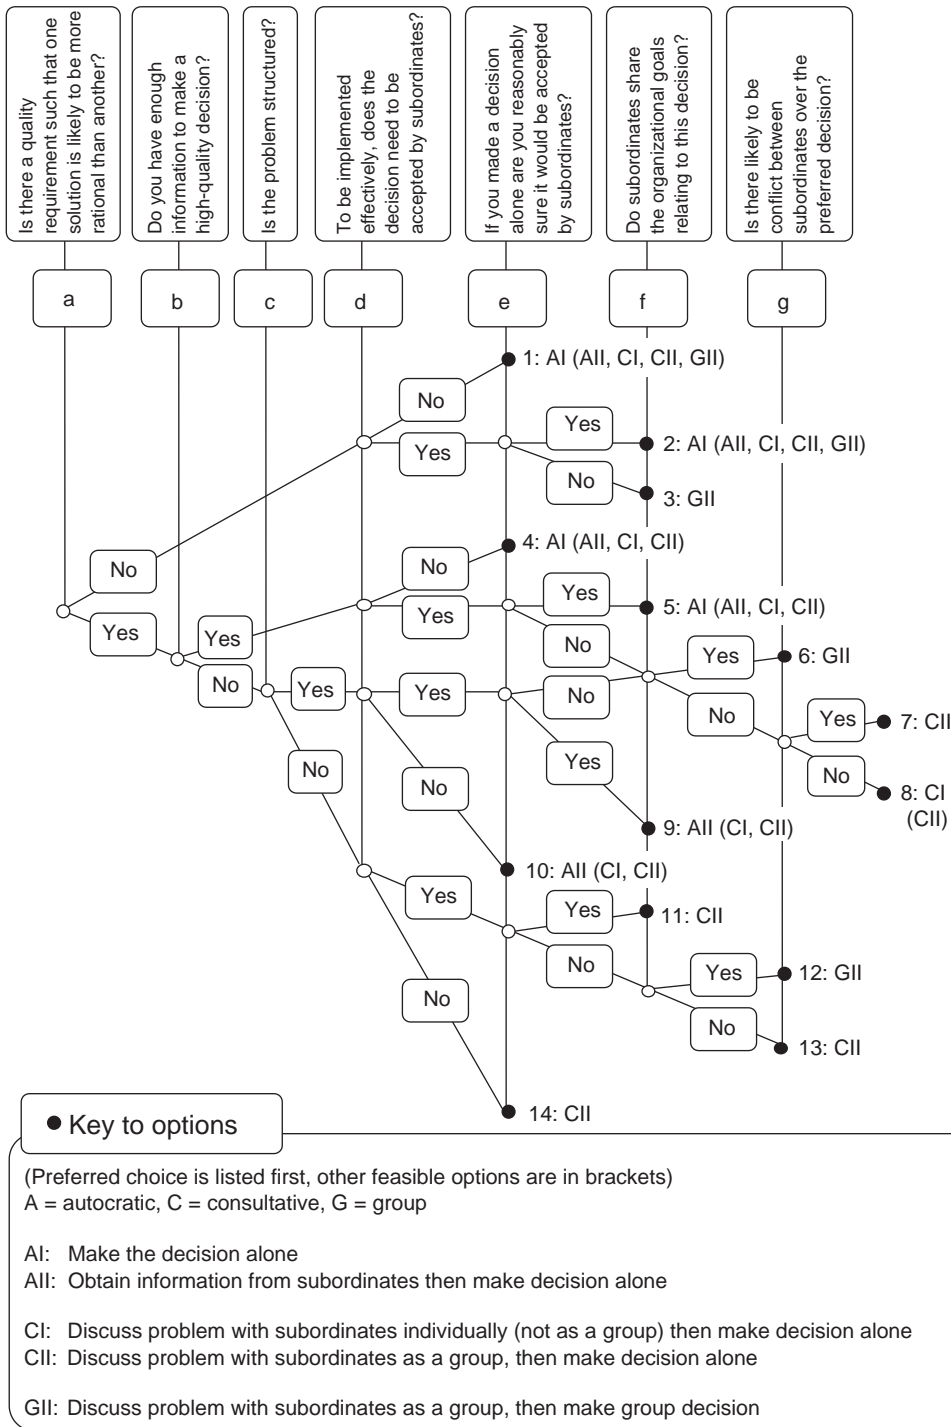 Is there a quality
requirement such that one
solution is likely to be more
rational than another?
Do you have enough
information to make a
high-quality decision?
Is the problem structured?
To be implemented
effectively, does the
decision need to be
accepted by subordinates?
If you made a decision
alone are you reasonably
sure it would be accepted
by subordinates?
Do subordinates share
the organizational goals
relating to this decision?
Is there likely to be
conflict between
subordinates over the
preferred decision?
a
b
c
d
e
f
g
1: AI (AII, CI, CII, GII)
No
Yes
Yes
2: AI (AII, CI, CII, GII)
No
3: GII
4: AI (AII, CI, CII)
No
No
Yes
Yes
5: AI (AII, CI, CII)
Yes
Yes
No
Yes
6: GII
No
Yes
Yes
No
No
Yes
7: CII
No
Yes
No
No
8: CI
(CII)
9: AII (CI, CII)
10: AII (CI, CII)
Yes
Yes
11: CII
No
Yes
12: GII
No
No
13: CII
14: CII
Key to options
(Preferred choice is listed first, other feasible options are in brackets)
A = autocratic, C = consultative, G = group
AI: Make the decision alone
AII: Obtain information from subordinates then make decision alone
CI: Discuss problem with subordinates individually (not as a group) then make decision alone
CII: Discuss problem with subordinates as a group, then make decision alone
GII: Discuss problem with subordinates as a group, then make group decision